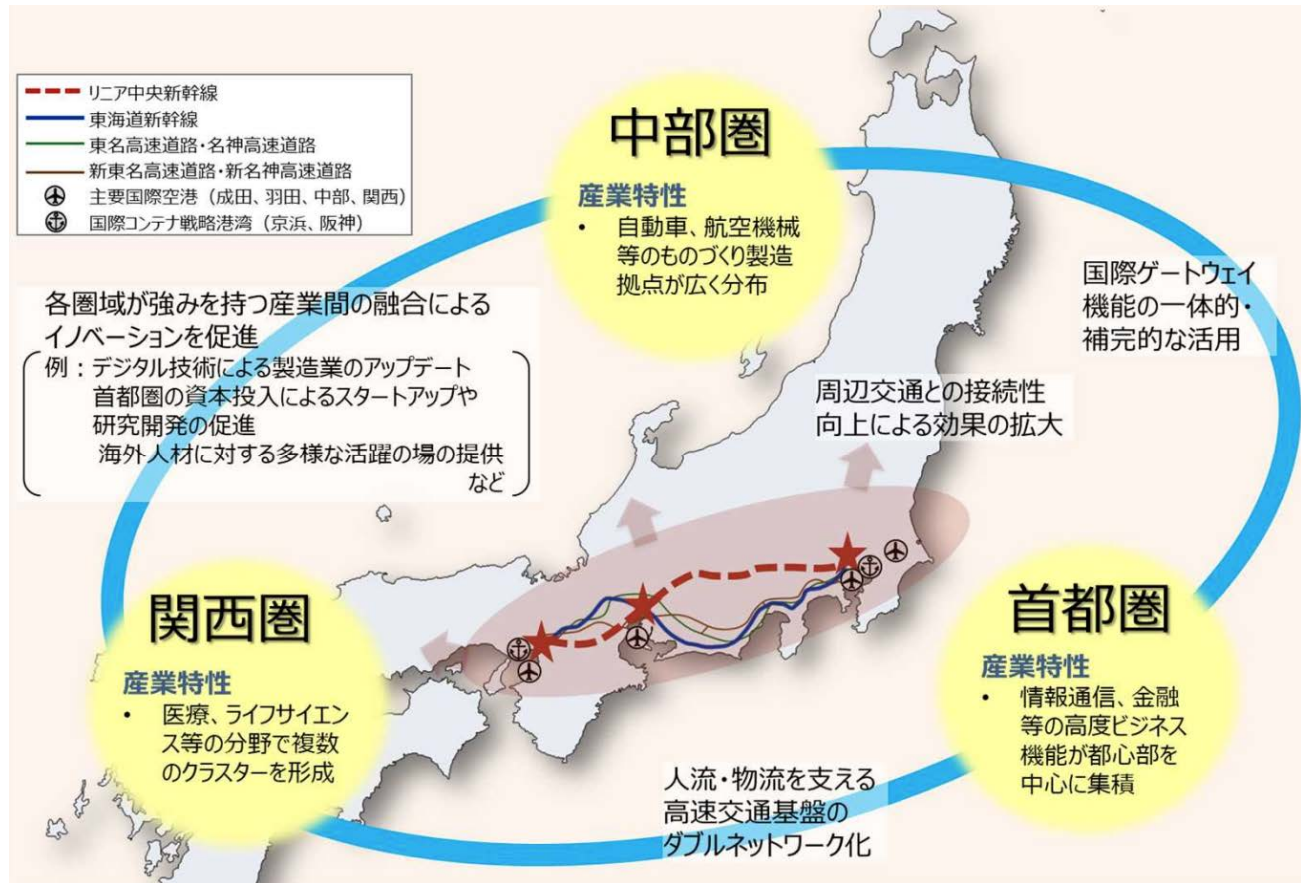 リニア中央新幹線
東海道新幹線
東名高速道路・名神高速道路
新東名高速道路・新名神高速道路
主要国際空港（成田、羽田、中部、関西）
国際コンテナ戦略港湾（京浜、阪神）
中部圏
産業特性
• 自動車、航空機械
等のものづくり製造
拠点が広く分布
各圏域が強みを持つ産業間の融合による
イノベーションを促進
例：デジタル技術による製造業のアップデート
首都圏の資本投入によるスタートアップや
研究開発の促進
海外人材に対する多様な活躍の場の提供
など
国際ゲートウェイ
機能の一体的・
補完的な活用
周辺交通との接続性
向上による効果の拡大
関西圏
産業特性
• 医療、ライフサイエン
ス等の分野で複数
のクラスターを形成
首都圏
産業特性
• 情報通信、金融
等の高度ビジネス
機能が都心部を
中心に集積
人流・物流を支える
高速交通基盤の
ダブルネットワーク化